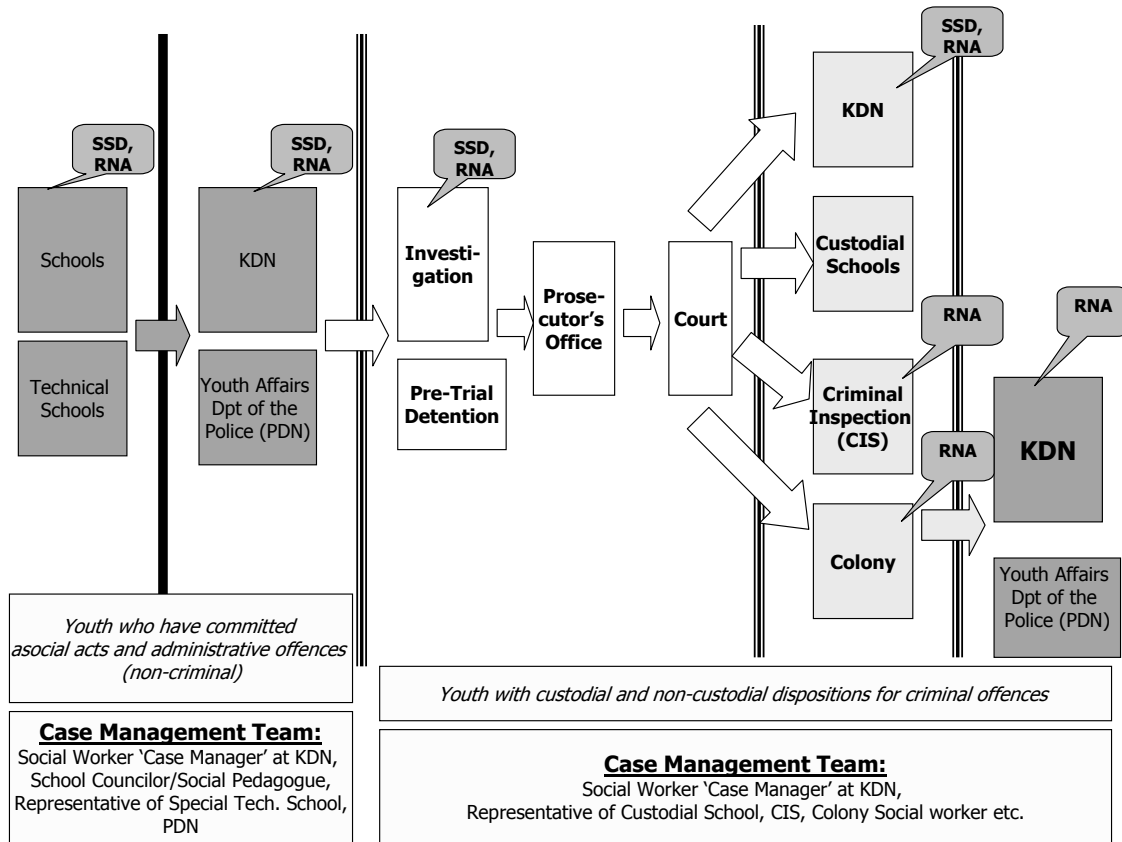 SSD,
RNA
Schools
Technical
Schools
SSD,
RNA
KDN
Youth Affairs
Dpt of the
Police (PDN)
SSD,
RNA
Investi-
gation
Pre-Trial
Detention
Prose-
cutor's
Office
Court
SSD,
RNA
KDN
Custodial
Schools
RNA
Criminal
Inspection
(CIS)
RNA
Colony
RNA
KDN
Youth Affairs
Dpt of the
Police (PDN)
Youth who have committed
asocial acts and administrative offences
(non-criminal)
Case Management Team:
Social Worker ‘Case Manager’ at KDN,
School Councilor/Social Pedagogue,
Representative of Special Tech. School,
PDN
Youth with custodial and non-custodial dispositions for criminal offences
Case Management Team:
Social Worker ‘Case Manager’ at KDN,
Representative of Custodial School, CIS, Colony Social worker etc.